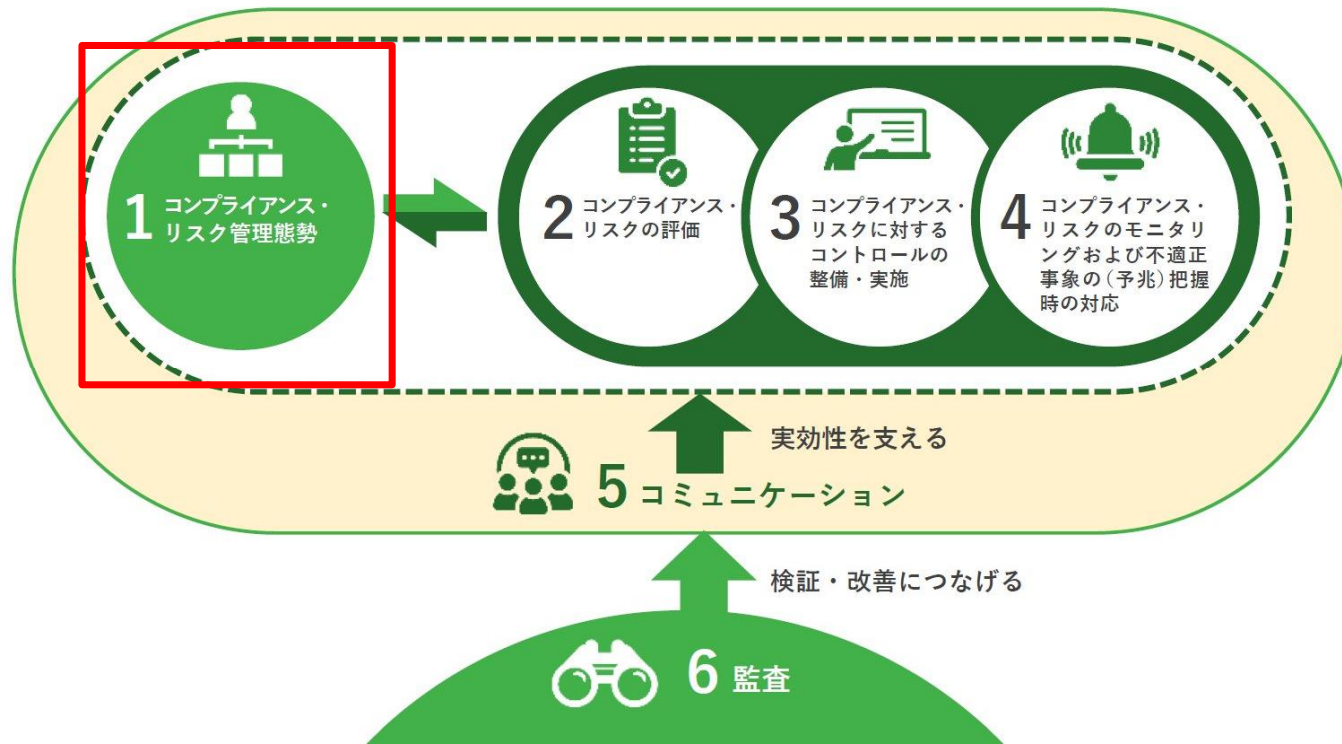 1
コンプライアンス・
リスク管理態勢
2
コンプライアンス・
リスクの評価
3
コンプライアンス・
リスクに対する
コントロールの
整備・実施
4
コンプライアンス・
リスクのモニタリ
ングおよび不適正
事象の(予兆)把握
時の対応
実効性を支える
5 コミュニケーション
検証・改善につなげる
6 監査